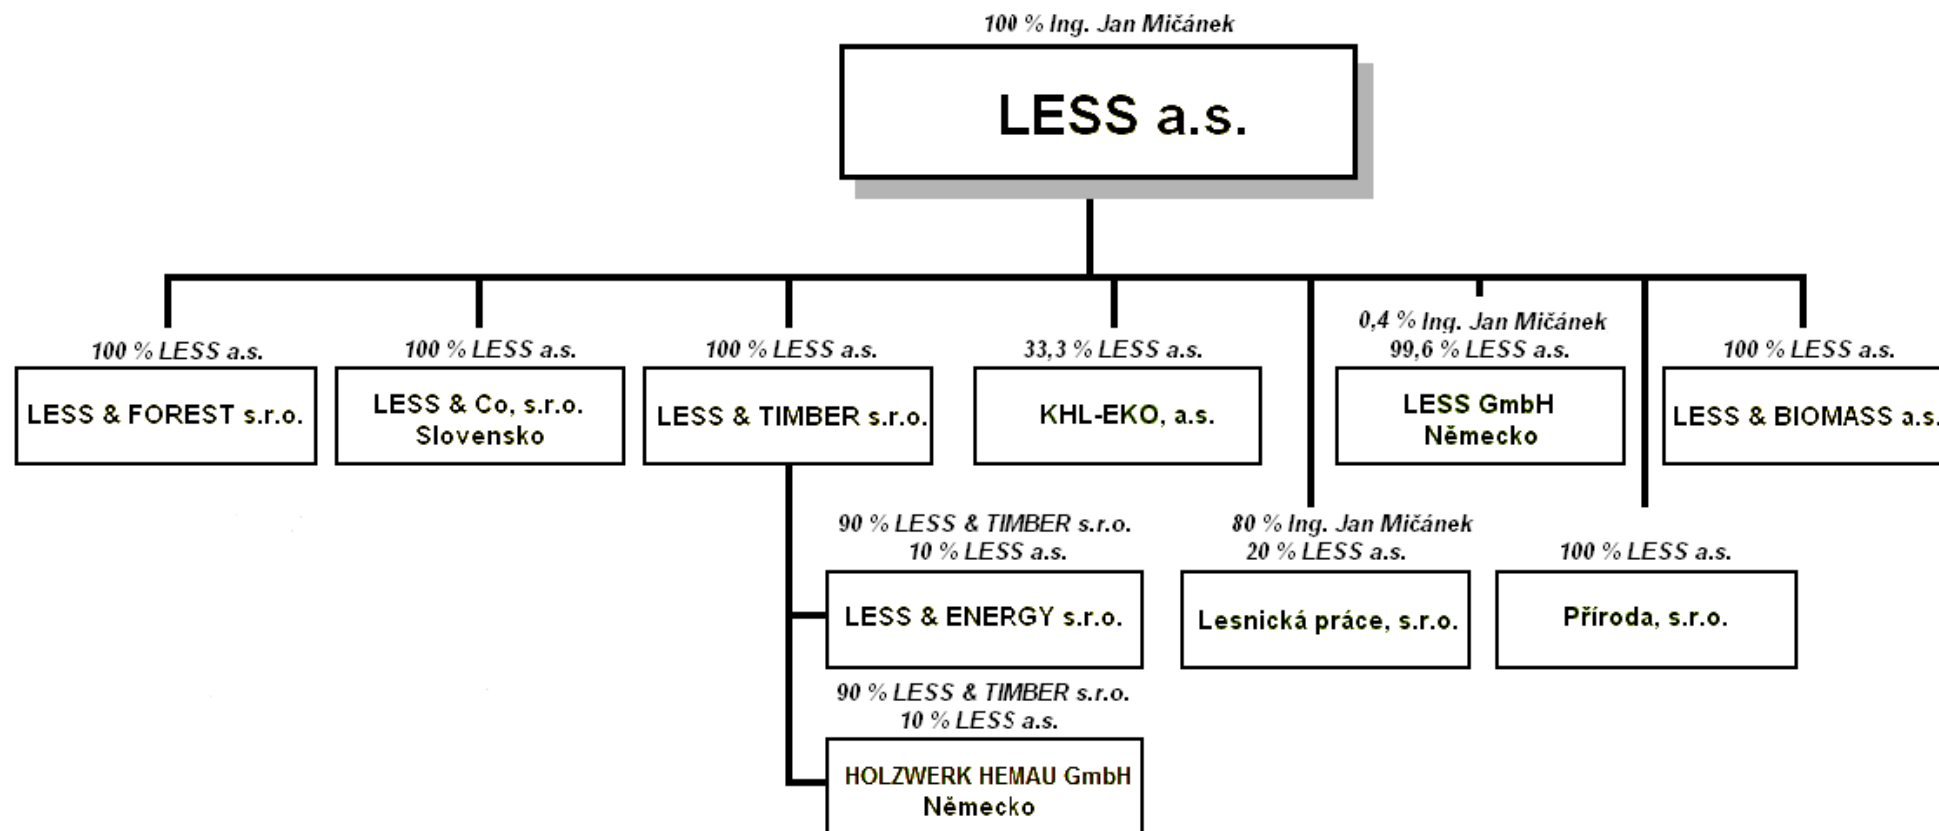 100 % Ing. Jan Mičánek
LESS a.s.
100 % LESS a.s.
LESS & FOREST s.r.o.
100 % LESS a.s.
LESS & Co, s.r.o.
Slovensko
100 % LESS a.s.
LESS & TIMBER s.r.o.
33,3 % LESS a.s.
KHL-EKO, a.s.
0,4 % Ing. Jan Mičánek
99,6 % LESS a.s.
LESS GmbH
Německo
100 % LESS a.s.
LESS & BIOMASS a.s.
90 % LESS & TIMBER s.r.o.
10 % LESS a.s.
LESS & ENERGY s.r.o.
80 % Ing. Jan Mičánek
20 % LESS a.s.
Lesnická práce, s.r.o.
100 % LESS a.s.
Příroda, s.r.o.
90 % LESS & TIMBER s.r.o.
10 % LESS a.s.
HOLZWERK HEMAU GmbH
Německo